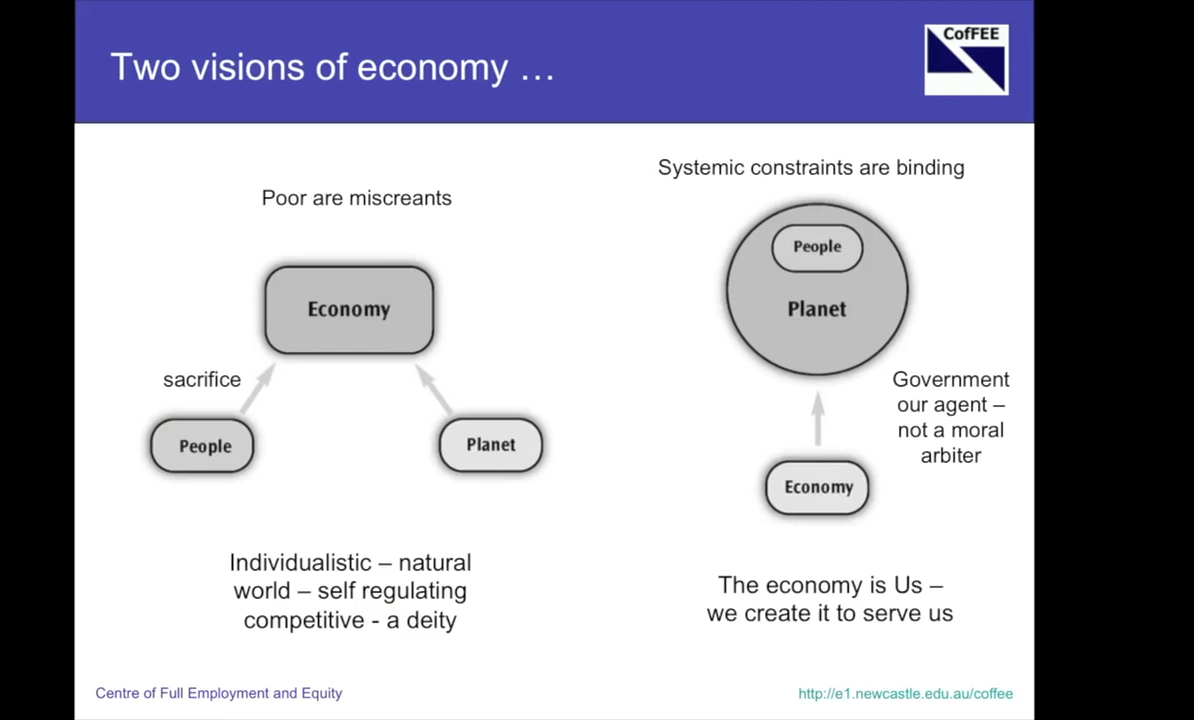 Two visions of economy …
CofFEE
Poor are miscreants
Economy
sacrifice
People
Planet
Individualistic – natural
world – self regulating
competitive - a deity
Systemic constraints are binding
People
Planet
Government
our agent –
not a moral
arbiter
Economy
The economy is Us –
we create it to serve us
Centre of Full Employment and Equity
http://e1.newcastle.edu.au/coffee